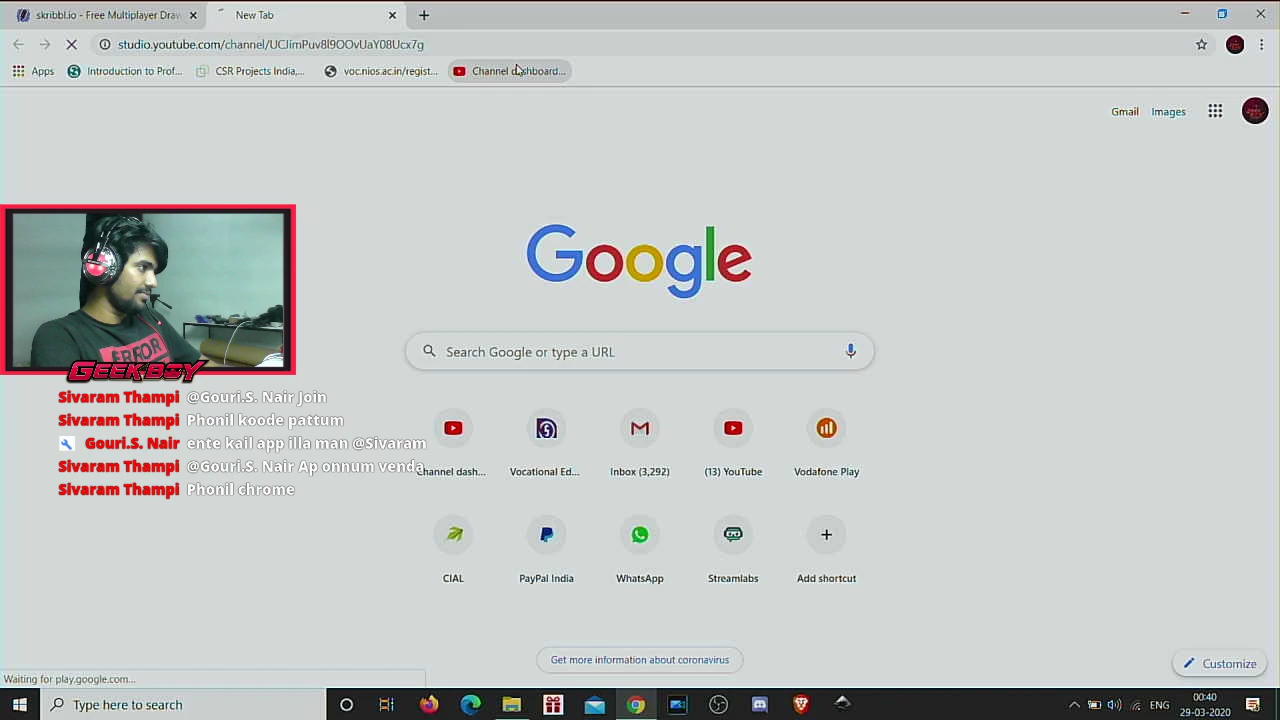 skribbl.io - Free Multiplayer Draw
New Tab
studio.youtube.com/channel/UCJimPuv8l9OOvUaY08Ucx7g
Apps
Introduction to Prof...
CSR Projects India,...
voc.nios.ac.in/regist...
Channel dashboard...
Gmail
Images
Google
Search Google or type a URL
ERROR
GEEKBOY
Sivaram Thampi @Gouri.S. Nair Join
Sivaram Thampi Phonil koode pattum
Gouri.S. Nair ente kail app illa man @Sivaram
Sivaram Thampi @Gouri.S. Nair Ap onnum venda
Sivaram Thampi Phonil chrome
Channel dash...
Vocational Ed...
Inbox (3,292)
(13) YouTube
Vodafone Play
CIAL
PayPal India
WhatsApp
Streamlabs
Add shortcut
Get more information about coronavirus
Customize
Waiting for play.google.com...
Type here to search
ENG
00:40
29-03-2020